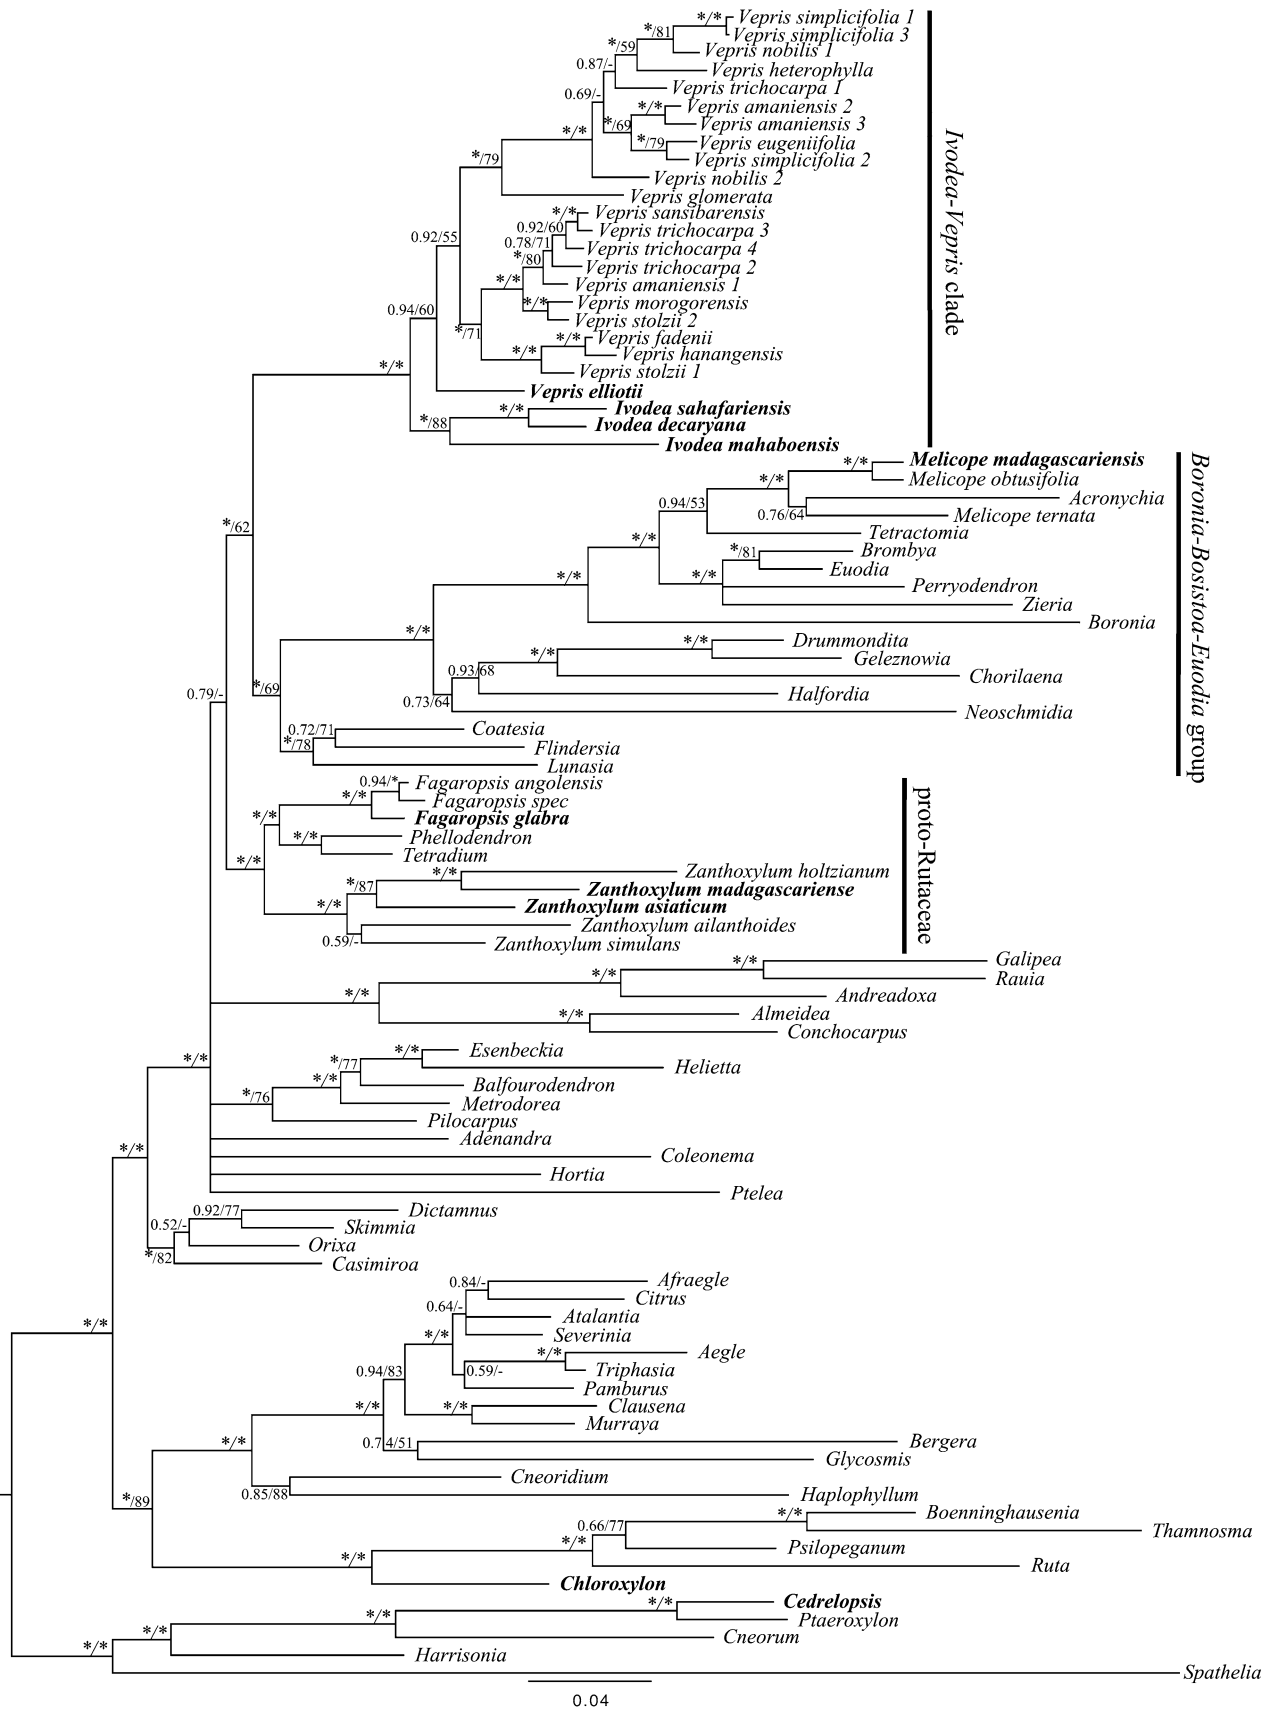 */* Vepris simplicifolia 1
*/81 Vepris simplicifolia 3
*/59 Vepris nobilis 1
0.87/- Vepris heterophylla
Vepris trichocarpa 1
0.69/- */* Vepris amaniensis 2
*/69 Vepris amaniensis 3
*/* */79 Vepris eugeniifolia
Vepris simplicifolia 2
*/79 Vepris nobilis 2
Vepris glomerata
*/* Vepris sansibarensis
0.92/60 Vepris trichocarpa 3
0.92/55 0.78/71 Vepris trichocarpa 4
*/80 Vepris trichocarpa 2
*/* Vepris amaniensis 1
*/* Vepris morogorensis
0.94/60 Vepris stolzii 2
*/71 */* Vepris fadenii
*/* Vepris hanangensis
*/* Vepris stolzii 1
Vepris elliotii
*/* Ivodea sahafariensis
*/88 Ivodea decaryana
Ivodea mahaboensis
Ivodea-Vepris clade
*/* Melicope madagascariensis
*/* Melicope obtusifolia
0.94/53 Acronychia
0.76/64 Melicope ternata
*/62 Tetractomia
*/* */81 Brombya
*/* */* Euodia
Perryodendron
Zieria
Boronia
*/* */* Drummondita
*/* Geleznowia
0.93/68 Chorilaena
*/69 Halfordia
0.79/- 0.73/64 Neoschmidia
0.72/71 Coatesia
*/78 Flindersia
Lunasia
Boronia-Bosistoa-Euodia group
0.94/* Fagaropsis angolensis
*/* Fagaropsis spec
*/* Fagaropsis glabra
*/* Phellodendron
*/* Tetradium
*/* Zanthoxylum holtzianum
*/87 Zanthoxylum madagascariense
*/* Zanthoxylum asiaticum
Zanthoxylum ailanthoides
0.59/- Zanthoxylum simulans
proto-Rutaceae
*/* Galipea
*/* Rauia
*/* Andreadoxa
*/* Almeidea
Conchocarpus
*/* */* Esenbeckia
*/77 Helietta
*/* Balfourodendron
*/76 Metrodorea
Pilocarpus
*/* Adenandra
Coleonema
Hortia
Ptelea
0.92/77 Dictamnus
0.52/- Skimmia
Orixa
*/82 Casimiroa
0.84/- Afraegle
0.64/- Citrus
Atalantia
*/* */* Severinia
*/* Aegle
0.94/83 0.59/- Triphasia
Pamburus
*/* */* Clausena
Murraya
*/* 0.74/51 Bergera
Glycosmis
Cneoridium
*/89 0.85/88 Haplophyllum
*/* Boenninghausenia
0.66/77 Thamnosma
*/* Psilopeganum
*/* Ruta
Chloroxylon
*/* Cedrelopsis
*/* Ptaeroxylon
*/* Cneorum
*/* Harrisonia
Spathelia
0.04